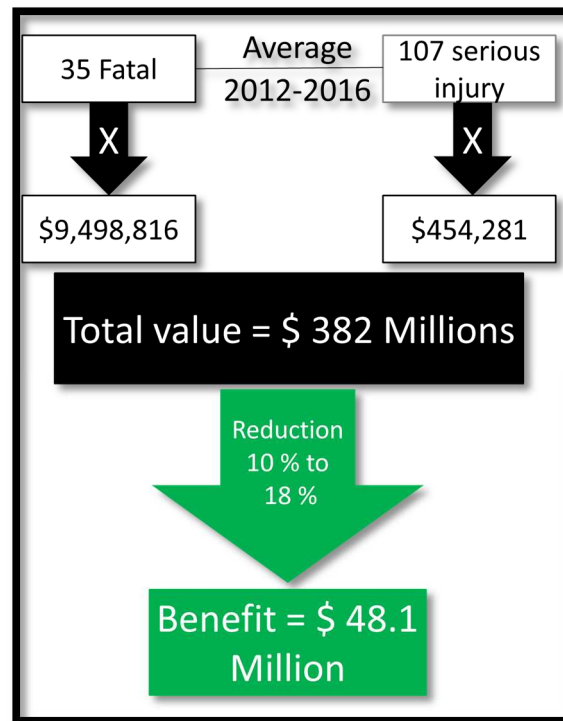 35 Fatal
Average
2012-2016
107 serious
injury
X
X
$9,498,816
$454,281
Total value = $ 382 Millions
Reduction
10 % to
18 %
Benefit = $ 48.1
Million